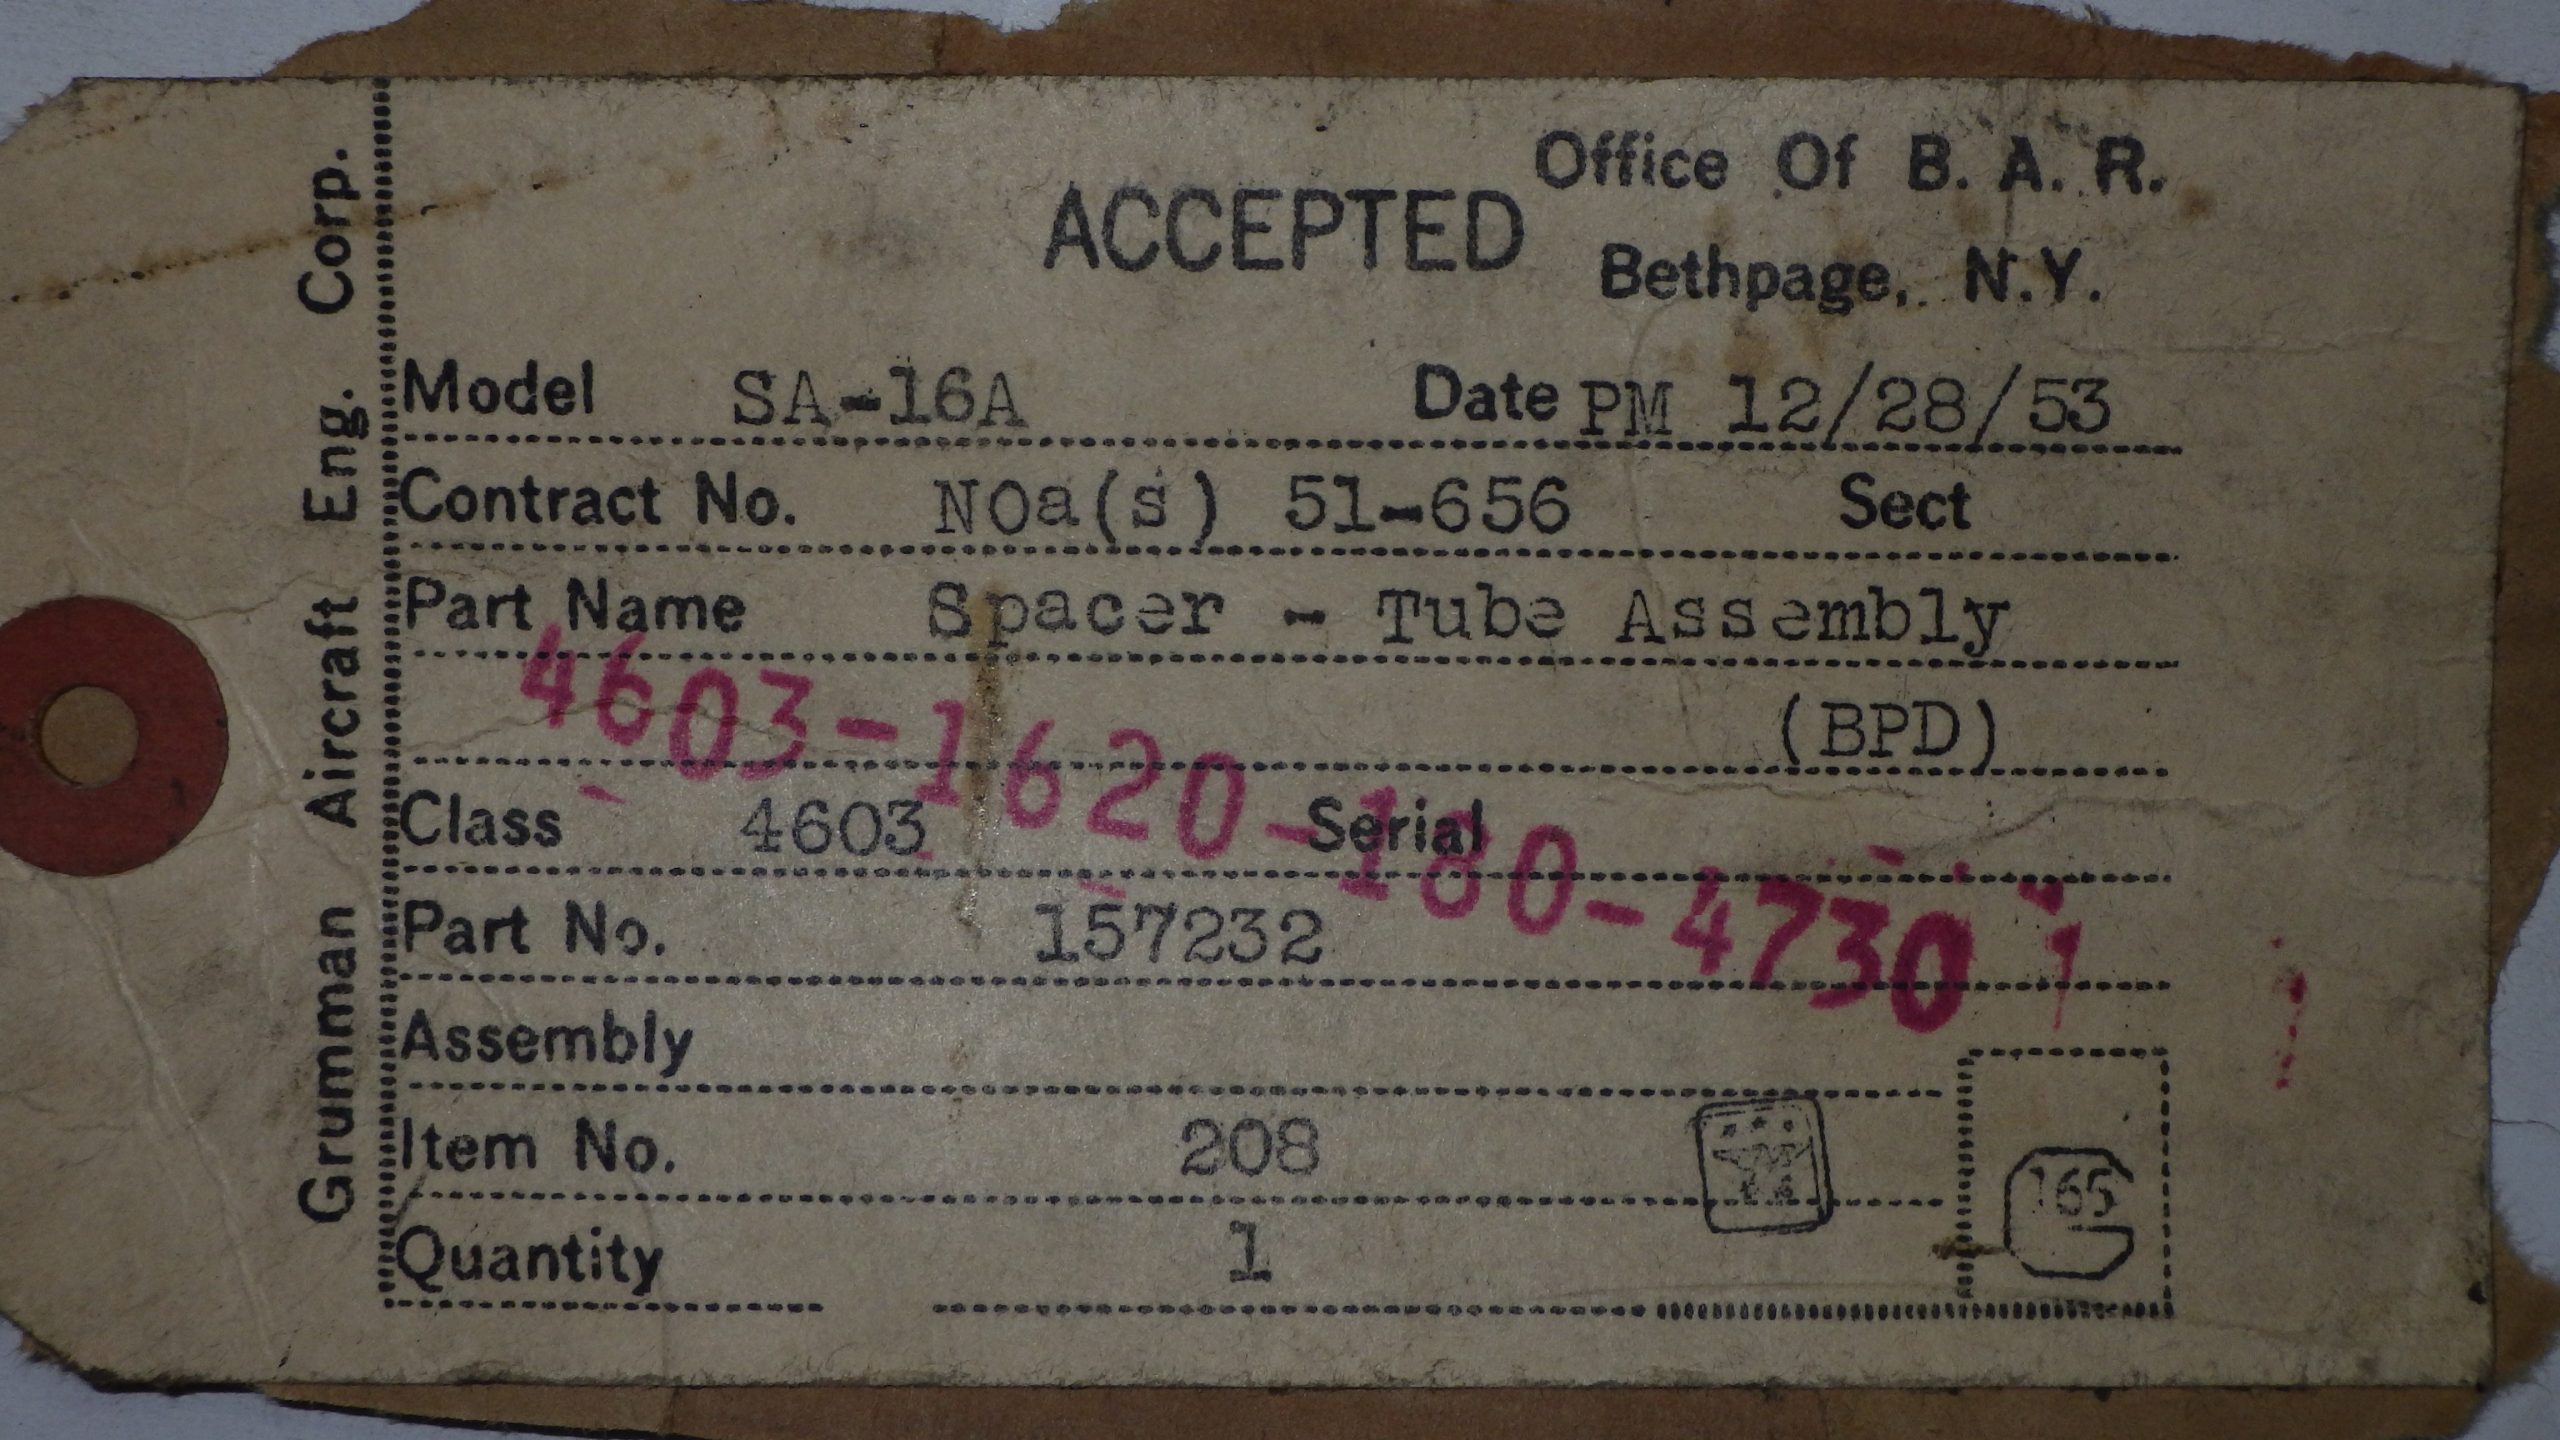 Grumman Aircraft Eng. Corp.
ACCEPTED
Office Of B. A. R.
Bethpage, N.Y.
Model SA-16A Date PM 12/28/53
Contract No. NOa(s) 51-656 Sect
Part Name Spacer - Tube Assembly
(BPD)
4603-1620-180-4730
Class 4603 Serial
Part No. 157232
Assembly
Item No. 208
Quantity 1
165